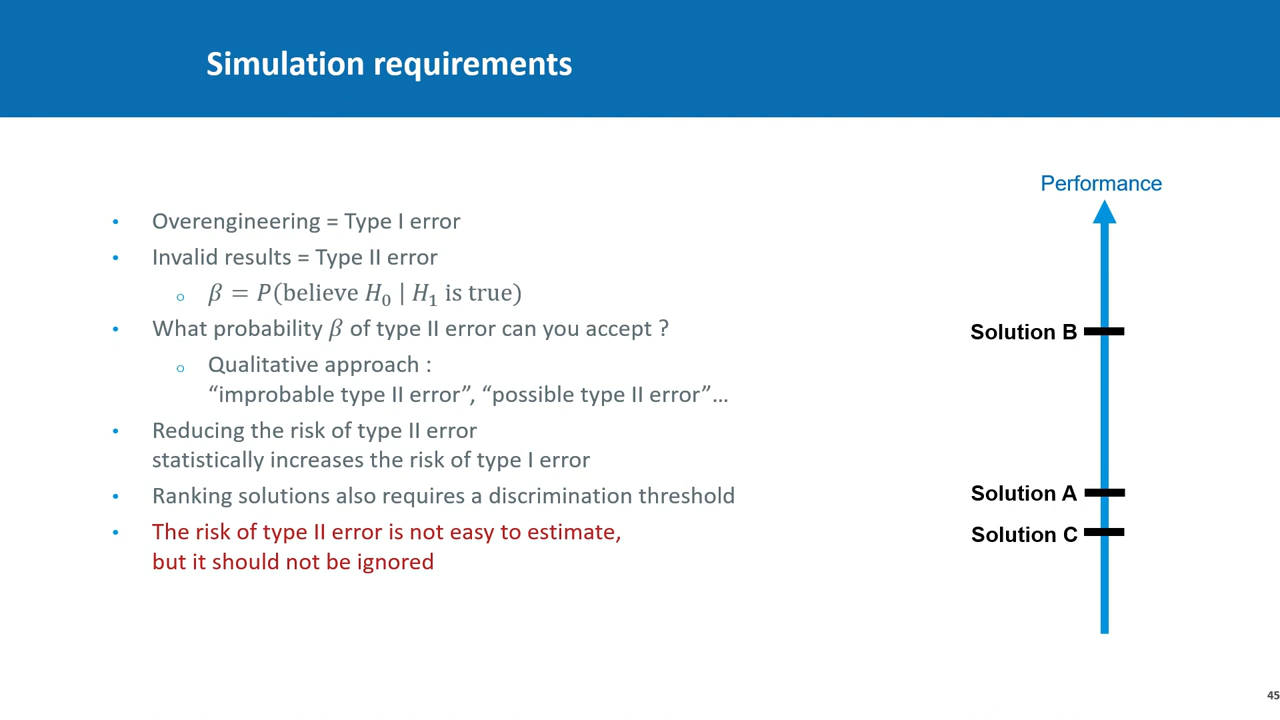 Simulation requirements
• Overengineering = Type I error
• Invalid results = Type II error
○ β = P(believe H₀ | H₁ is true)
• What probability β of type II error can you accept ?
○ Qualitative approach :
“improbable type II error”, “possible type II error”…
• Reducing the risk of type II error
statistically increases the risk of type I error
• Ranking solutions also requires a discrimination threshold
• The risk of type II error is not easy to estimate,
but it should not be ignored
Performance
Solution B
Solution A
Solution C
45